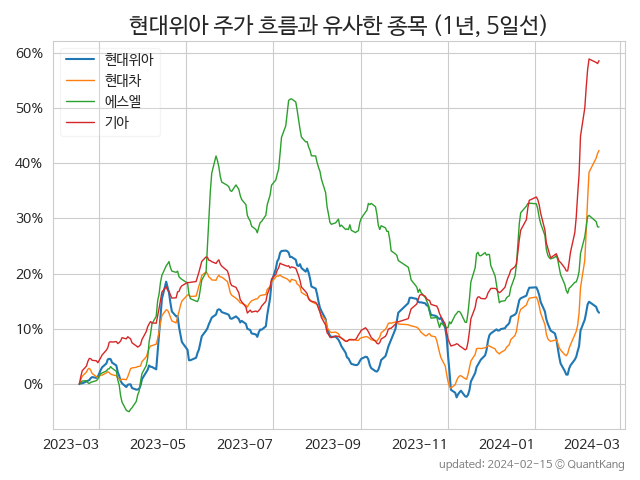 현대위아 주가 흐름과 유사한 종목 (1년, 5일선)
60%
50%
40%
30%
20%
10%
0%
현대위아
현대차
에스엘
기아
2023-03 2023-05 2023-07 2023-09 2023-11 2024-01 2024-03
updated: 2024-02-15 © QuantKang